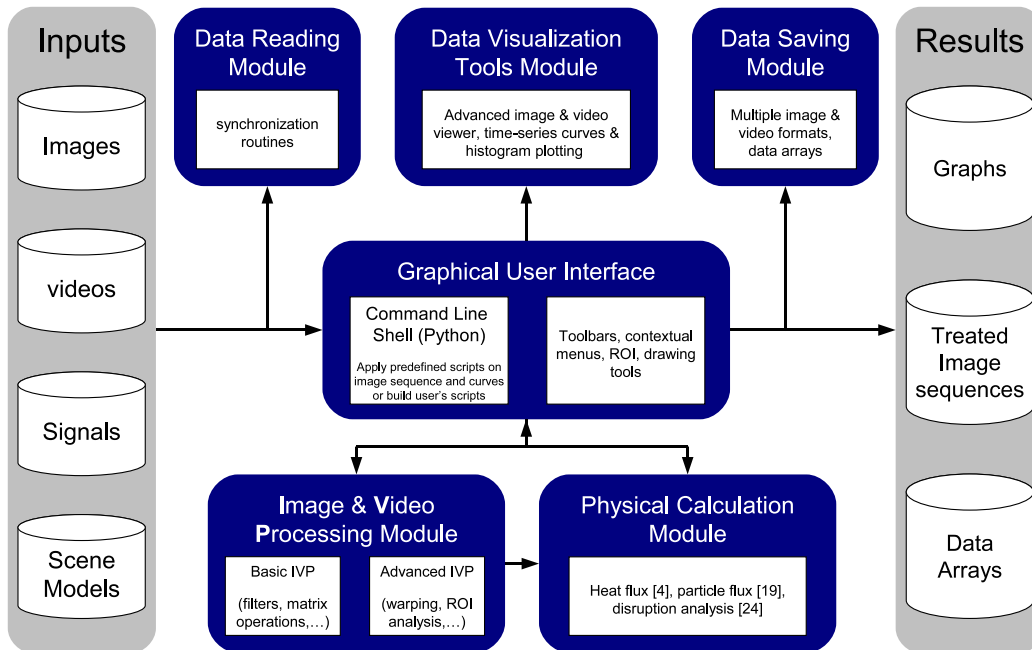 Inputs
Images
videos
Signals
Scene
Models
Data Reading
Module
synchronization
routines
Data Visualization
Tools Module
Advanced image & video
viewer, time-series curves &
histogram plotting
Data Saving
Module
Multiple image &
video formats,
data arrays
Graphical User Interface
Command Line
Shell (Python)
Apply predefined scripts on
image sequence and curves
or build user's scripts
Toolbars, contextual
menus, ROI, drawing
tools
Image & Video
Processing Module
Basic IVP
(filters, matrix
operations,…)
Advanced IVP
(warping, ROI
analysis,…)
Physical Calculation
Module
Heat flux [4], particle flux [19],
disruption analysis [24]
Results
Graphs
Treated
Image
sequences
Data
Arrays